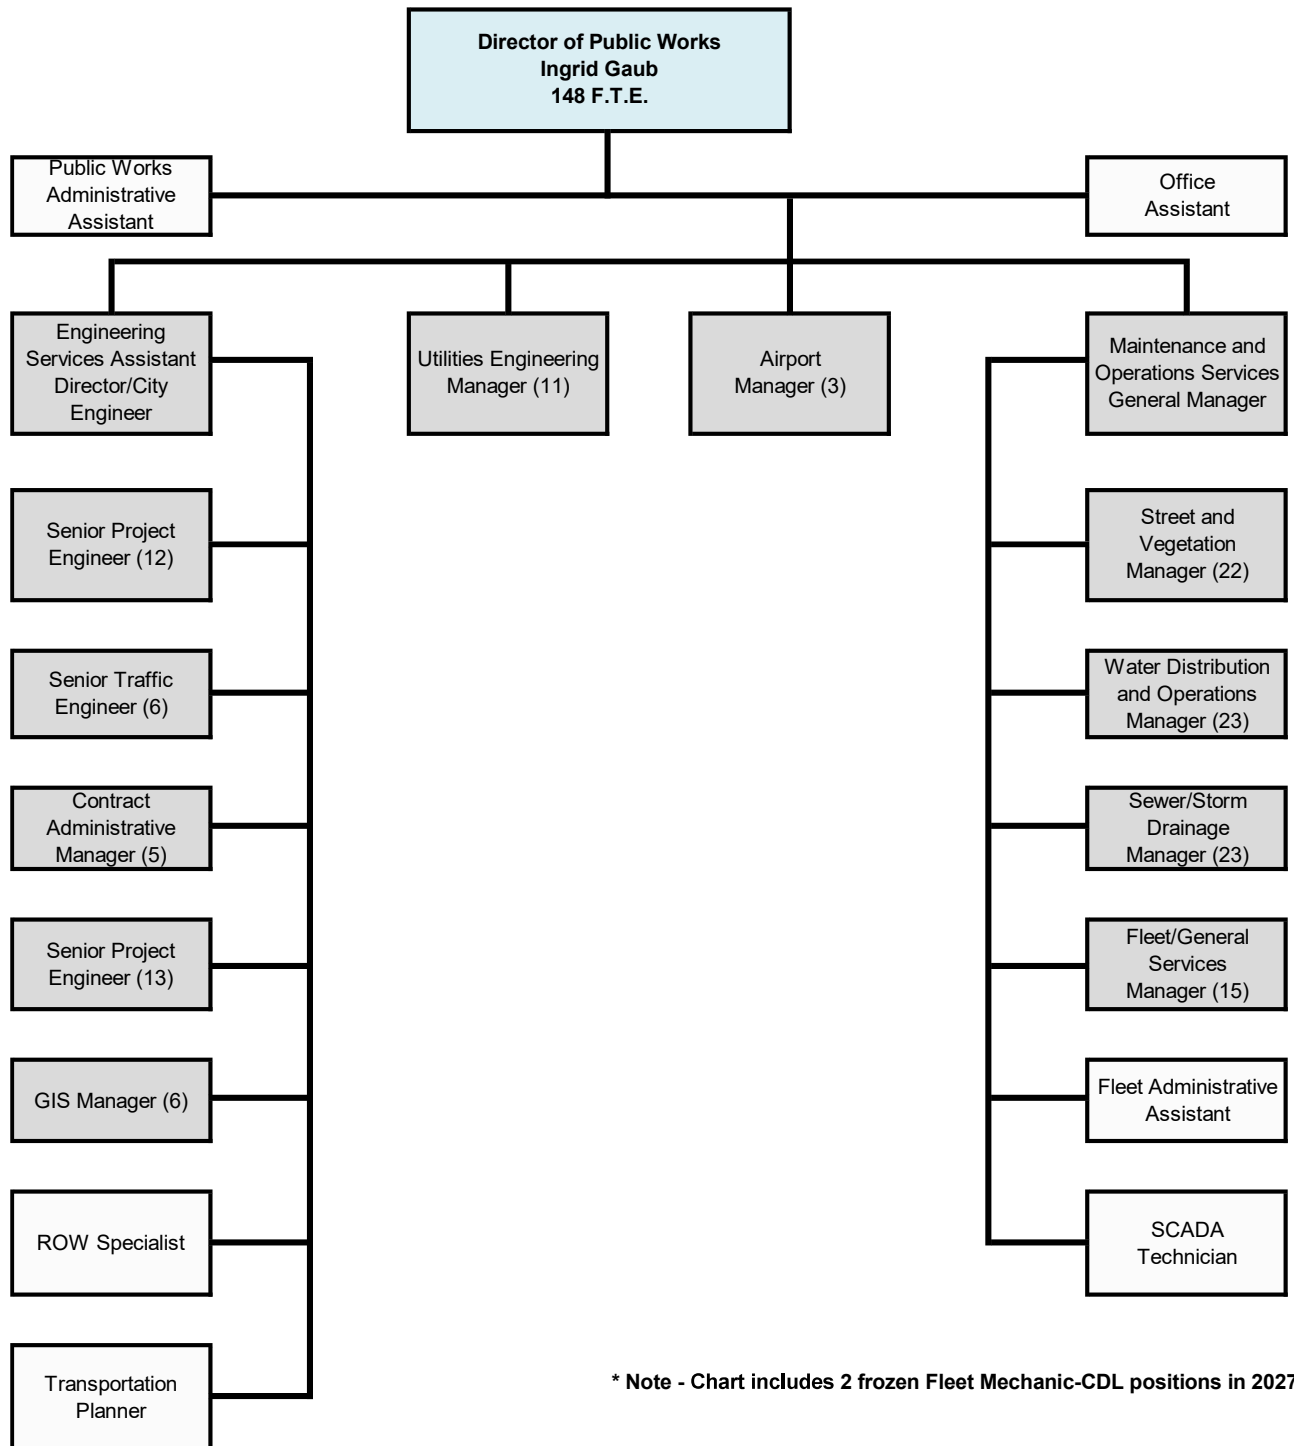 Director of Public Works
Ingrid Gaub
148 F.T.E.
Public Works
Administrative
Assistant
Office
Assistant
Engineering
Services Assistant
Director/City
Engineer
Utilities Engineering
Manager (11)
Airport
Manager (3)
Maintenance and
Operations Services
General Manager
Senior Project
Engineer (12)
Street and
Vegetation
Manager (22)
Senior Traffic
Engineer (6)
Water Distribution
and Operations
Manager (23)
Contract
Administrative
Manager (5)
Sewer/Storm
Drainage
Manager (23)
Senior Project
Engineer (13)
Fleet/General
Services
Manager (15)
GIS Manager (6)
Fleet Administrative
Assistant
ROW Specialist
SCADA
Technician
Transportation
Planner
* Note - Chart includes 2 frozen Fleet Mechanic-CDL positions in 2027